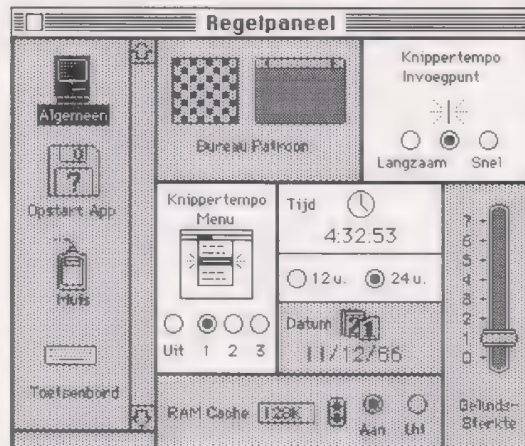 Regelpaneel
Algemeen
?
Opstart App
Muis
Toetsenbord
Bureau Patroon
Knippertempo
Invoegpunt
Langzaam Snel
Knippertempo
Menu
Uit 1 2 3
Tijd
4:32:53
12 u. 24 u.
Datum
11/12/86
RAM Cache 128K Aan Uit
7
6
5
4
3
2
1
0
Geluids-
Sterkte